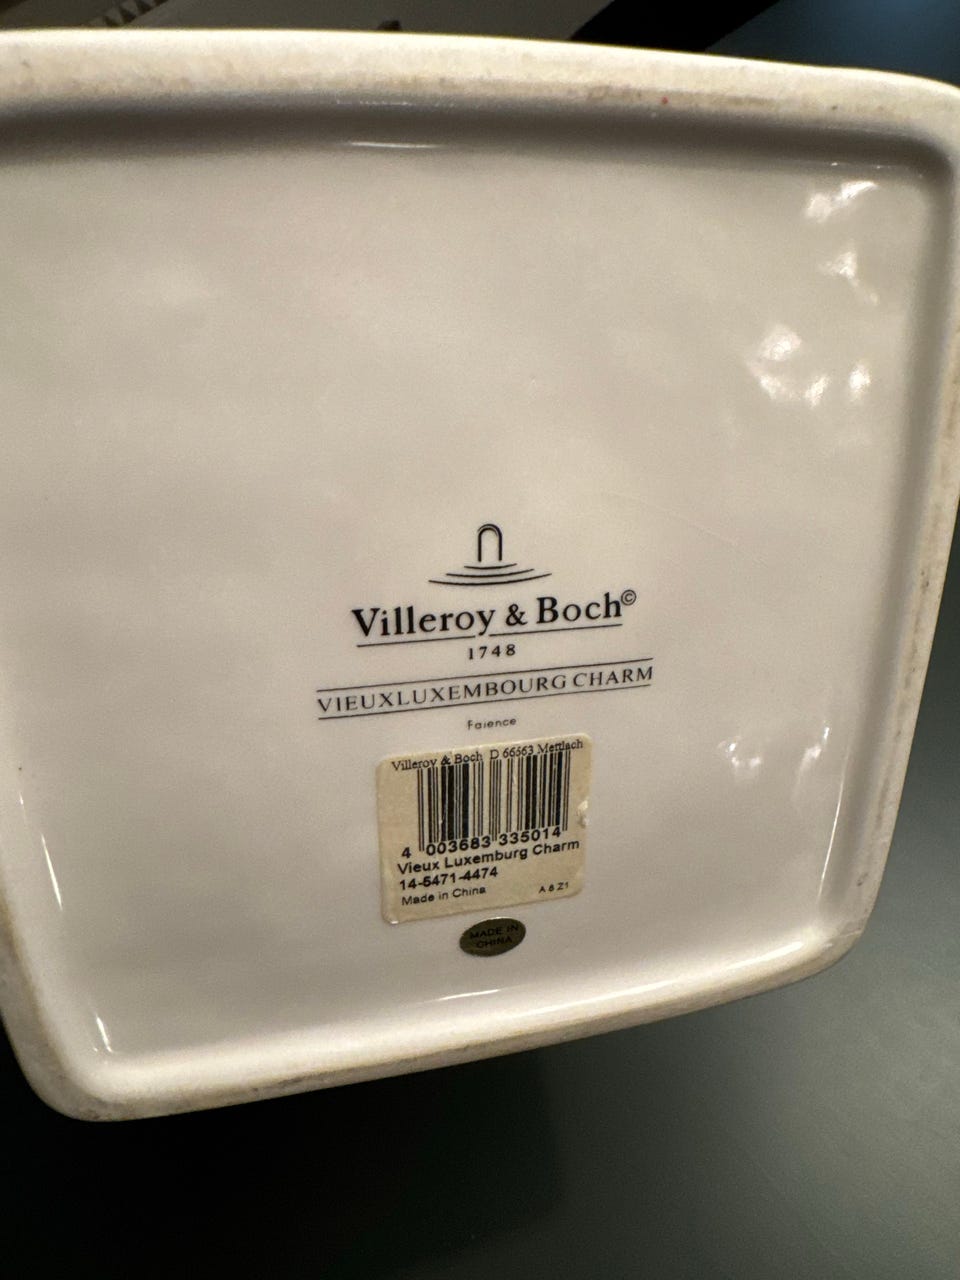 Villeroy & Boch©
1748
VIEUXLUXEMBOURG CHARM
Faience
Villeroy & Boch D 66563 Mettlach
4 003683 335014
Vieux Luxemburg Charm
14-5471-4474
Made in China A 8 Z1
MADE IN
CHINA